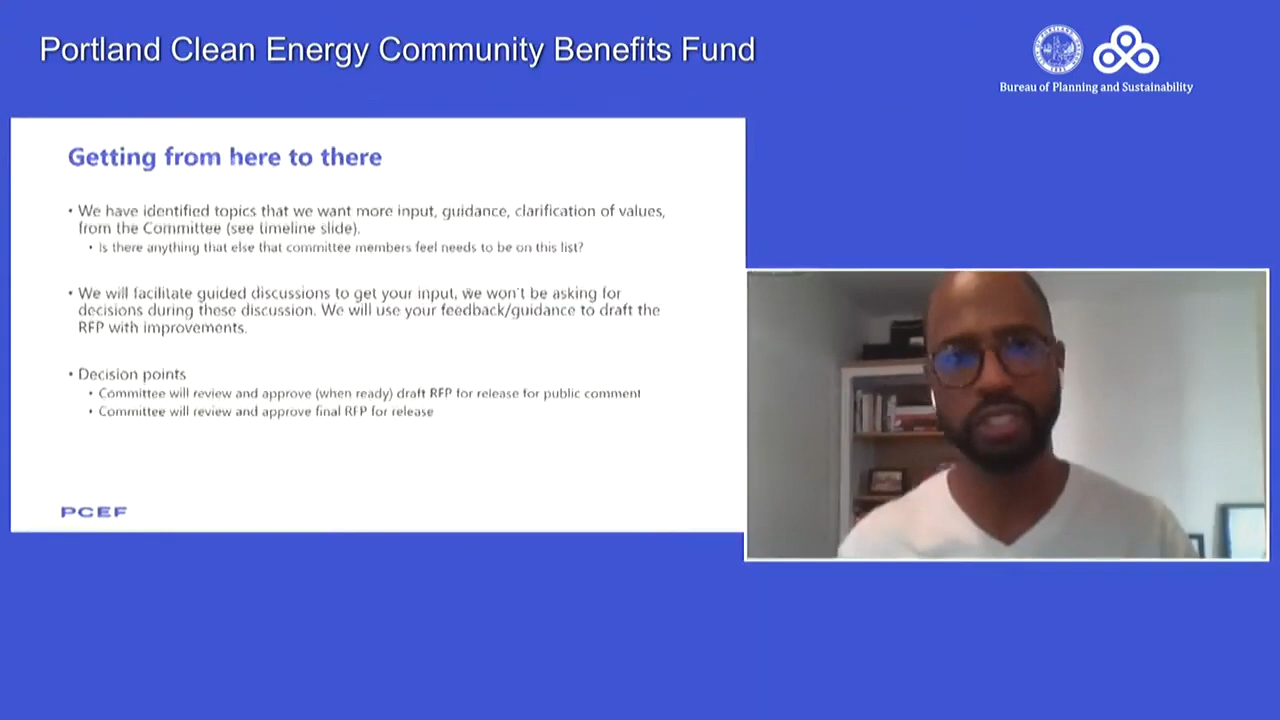 Portland Clean Energy Community Benefits Fund
Bureau of Planning and Sustainability
Getting from here to there
• We have identified topics that we want more input, guidance, clarification of values,
from the Committee (see timeline slide).
• Is there anything that else that committee members feel needs to be on this list?
• We will facilitate guided discussions to get your input, we won't be asking for
decisions during these discussion. We will use your feedback/guidance to draft the
RFP with improvements.
• Decision points
• Committee will review and approve (when ready) draft RFP for release for public comment
• Committee will review and approve final RFP for release
PCEF